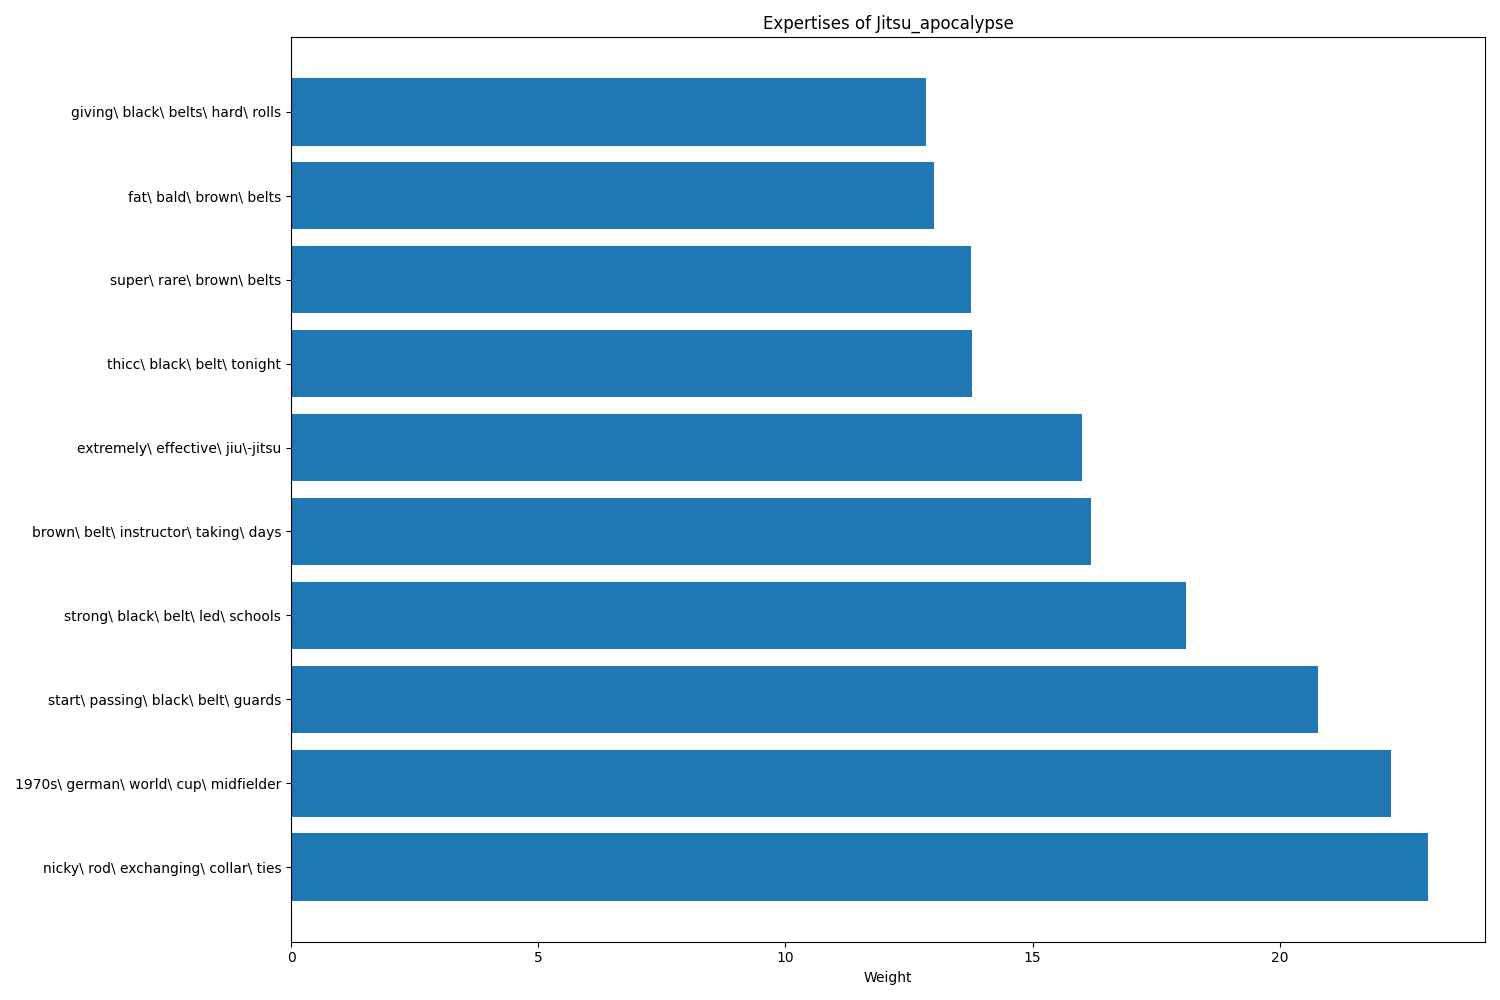 Expertises of Jitsu_apocalypse
giving\ black\ belts\ hard\ rolls
fat\ bald\ brown\ belts
super\ rare\ brown\ belts
thicc\ black\ belt\ tonight
extremely\ effective\ jiu\-jitsu
brown\ belt\ instructor\ taking\ days
strong\ black\ belt\ led\ schools
start\ passing\ black\ belt\ guards
1970s\ german\ world\ cup\ midfielder
nicky\ rod\ exchanging\ collar\ ties
0 5 10 15 20
Weight